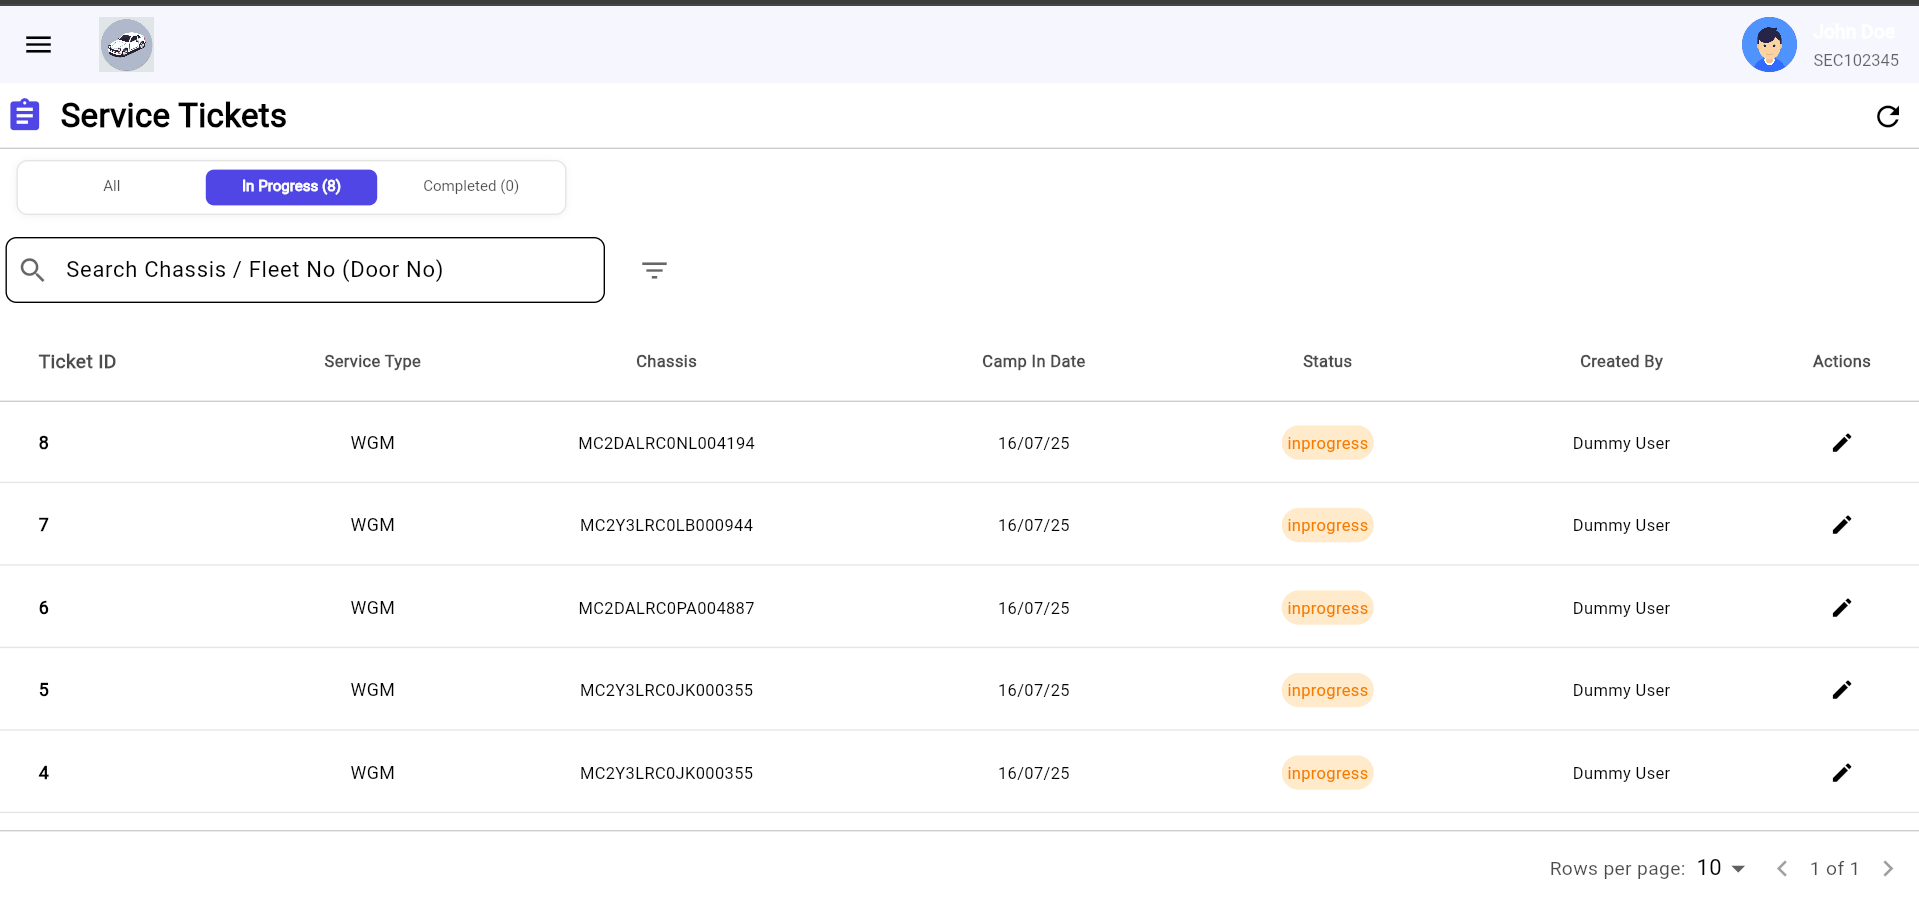 John Doe
SEC102345
Service Tickets
All In Progress (8) Completed (0)
Search Chassis / Fleet No (Door No)
Ticket ID Service Type Chassis Camp In Date Status Created By Actions
8 WGM MC2DALRC0NL004194 16/07/25 inprogress Dummy User
7 WGM MC2Y3LRC0LB000944 16/07/25 inprogress Dummy User
6 WGM MC2DALRC0PA004887 16/07/25 inprogress Dummy User
5 WGM MC2Y3LRC0JK000355 16/07/25 inprogress Dummy User
4 WGM MC2Y3LRC0JK000355 16/07/25 inprogress Dummy User
Rows per page: 10 1 of 1